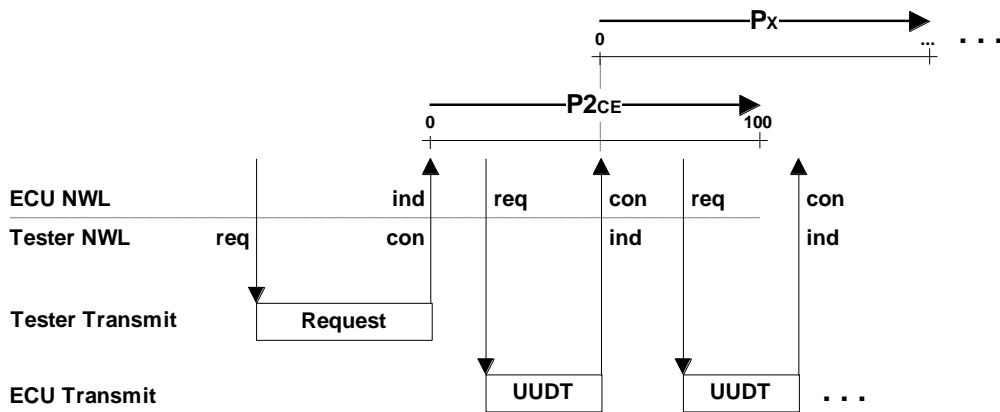 PX
0 ... . . .
P2CE
0 100
ECU NWL ind req con req con
Tester NWL req con ind ind
Tester Transmit Request
ECU Transmit UUDT UUDT . . .